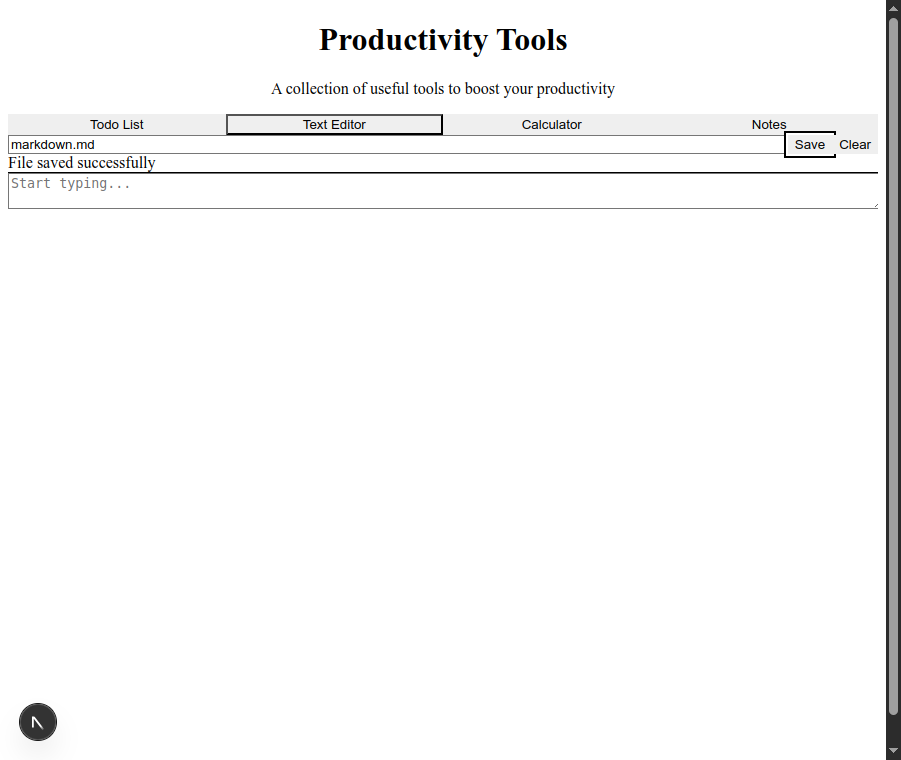 Productivity Tools
A collection of useful tools to boost your productivity
Todo List Text Editor Calculator Notes
markdown.md Save Clear
File saved successfully
Start typing...